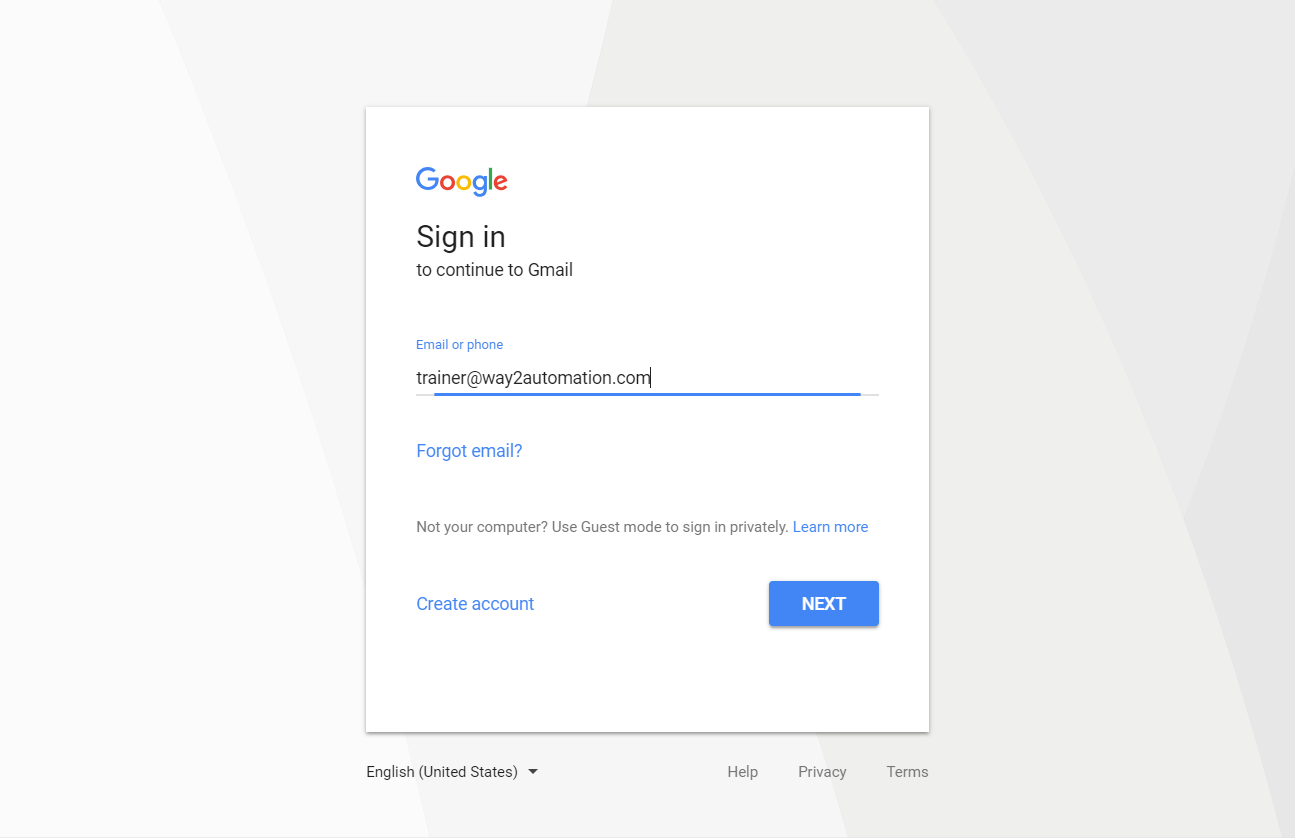 Google
Sign in
to continue to Gmail
Email or phone
trainer@way2automation.com
Forgot email?
Not your computer? Use Guest mode to sign in privately. Learn more
Create account NEXT
English (United States) Help Privacy Terms